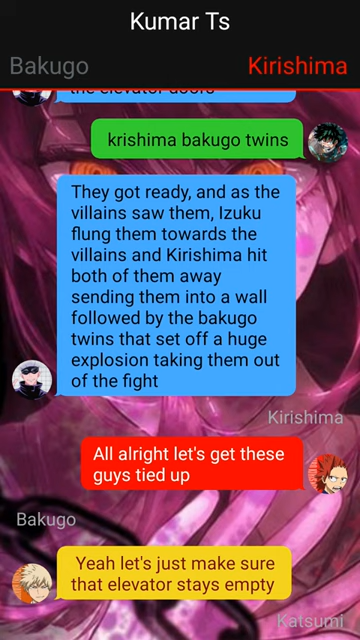 Kumar Ts
Bakugo
Kirishima
the elevator doors
krishima bakugo twins
They got ready, and as the
villains saw them, Izuku
flung them towards the
villains and Kirishima hit
both of them away
sending them into a wall
followed by the bakugo
twins that set off a huge
explosion taking them out
of the fight
Kirishima
All alright let's get these
guys tied up
Bakugo
Yeah let's just make sure
that elevator stays empty
Katsumi